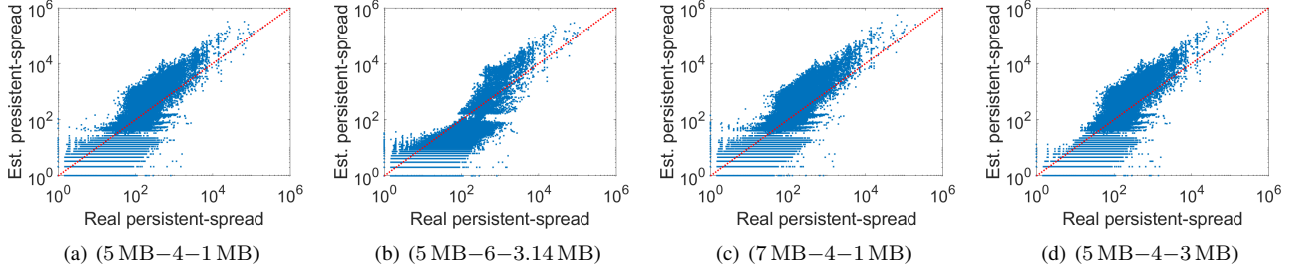 10^6
10^4
10^2
10^0
Est. presistent-spread
10^0 10^2 10^4 10^6
Real persistent-spread
(a) (5 MB−4−1 MB)
10^6
10^4
10^2
10^0
Est. persistent-spread
10^0 10^2 10^4 10^6
Real persistent-spread
(b) (5 MB−6−3.14 MB)
10^6
10^4
10^2
10^0
Est. persistent-spread
10^0 10^2 10^4 10^6
Real persistent-spread
(c) (7 MB−4−1 MB)
10^6
10^4
10^2
10^0
Est. persistent-spread
10^0 10^2 10^4 10^6
Real persistent-spread
(d) (5 MB−4−3 MB)